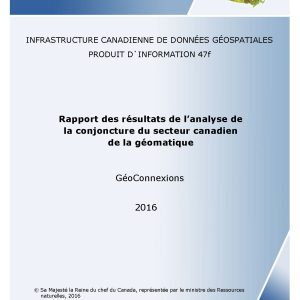 INFRASTRUCTURE CANADIENNE DE DONNÉES GÉOSPATIALES
PRODUIT D`INFORMATION 47f
Rapport des résultats de l'analyse de
la conjoncture du secteur canadien
de la géomatique
GéoConnexions
2016
© Sa Majesté la Reine du chef du Canada, représentée par le ministre des Ressources
naturelles, 2016